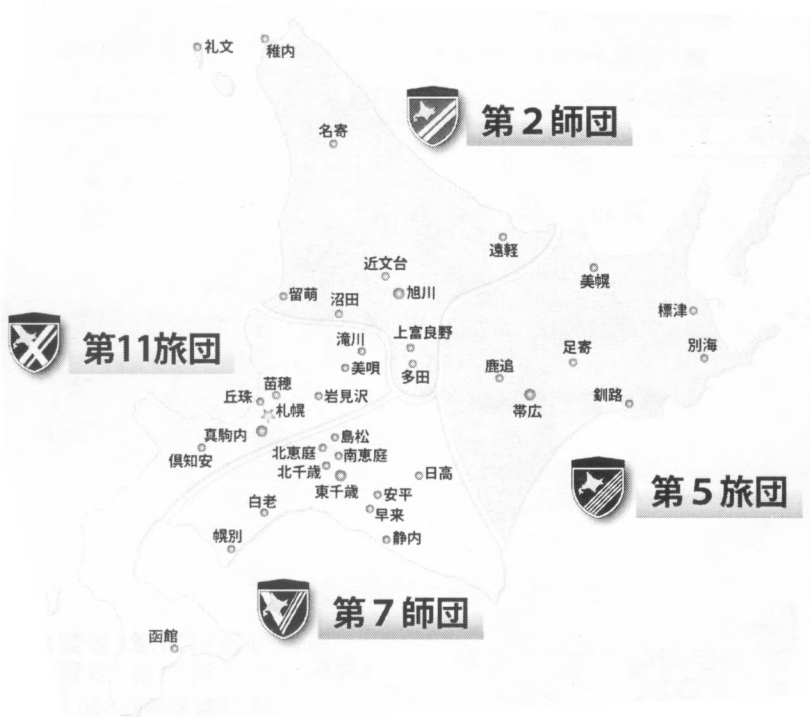 礼文
稚内
第2師団
名寄
遠軽
近文台
美幌
旭川
留萌
沼田
標津
第11旅団
上富良野
滝川
別海
足寄
鹿追
美唄
多田
苗穂
岩見沢
丘珠
帯広
釧路
札幌
真駒内
島松
北恵庭
南恵庭
倶知安
北千歳
日高
東千歳
第5旅団
安平
白老
早来
幌別
静内
第7師団
函館